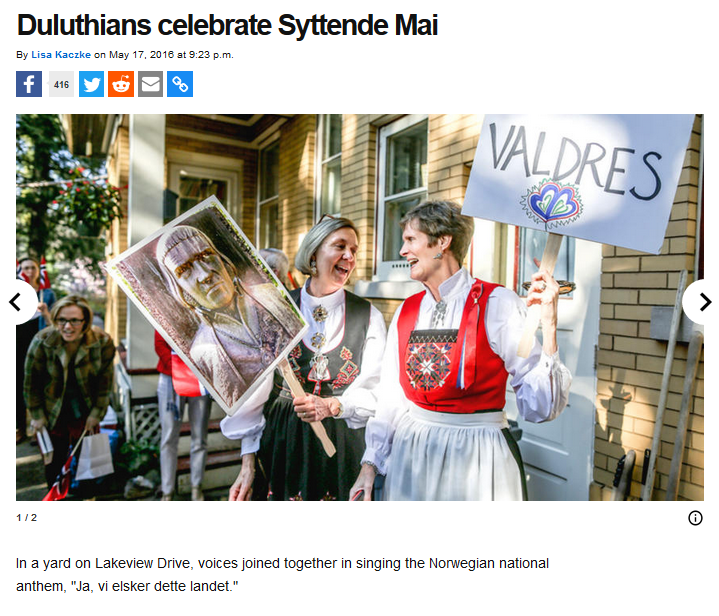 Duluthians celebrate Syttende Mai
By Lisa Kaczke on May 17, 2016 at 9:23 p.m.
416
VALDRES
1 / 2
In a yard on Lakeview Drive, voices joined together in singing the Norwegian national
anthem, "Ja, vi elsker dette landet."